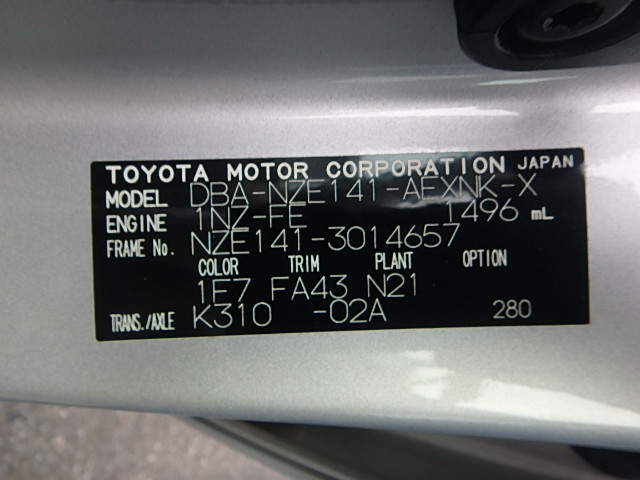 TOYOTA MOTOR CORPORATION JAPAN
MODEL DBA-NZE141-AEXNK-X
ENGINE 1NZ-FE 1496 mL
FRAME No. NZE141-3014657
COLOR TRIM PLANT OPTION
1F7 FA43 N21
TRANS./AXLE K310 -02A 280